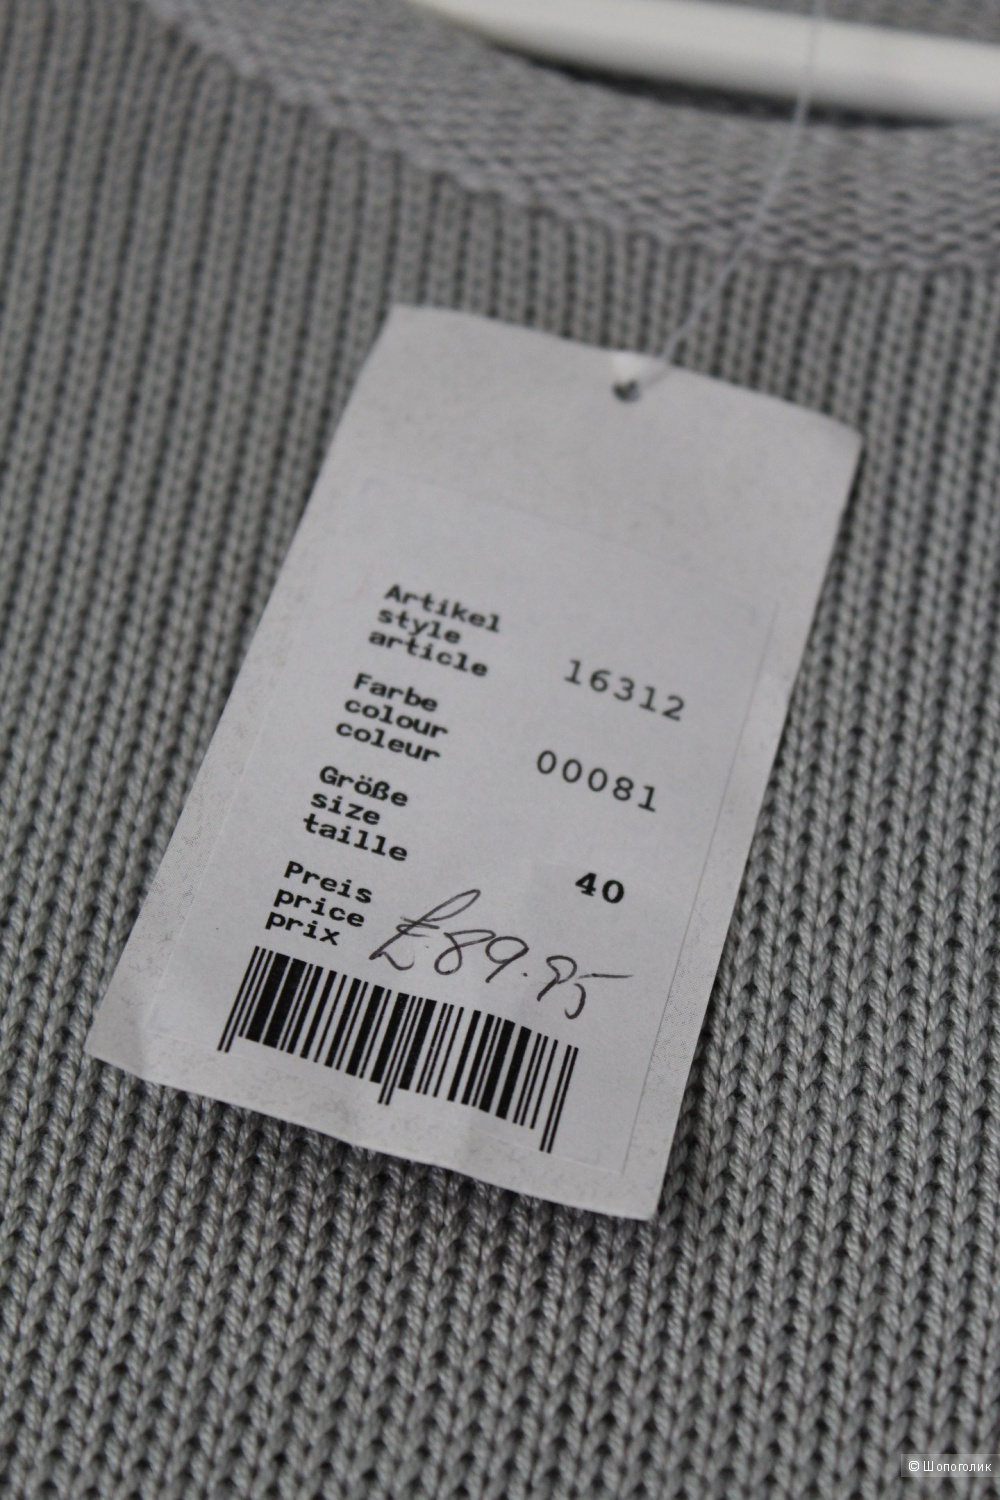 Artikel
style
article 16312
Farbe
colour
coleur 00081
Größe
size
taille 40
Preis
price
prix £89.95
© Шопоголик